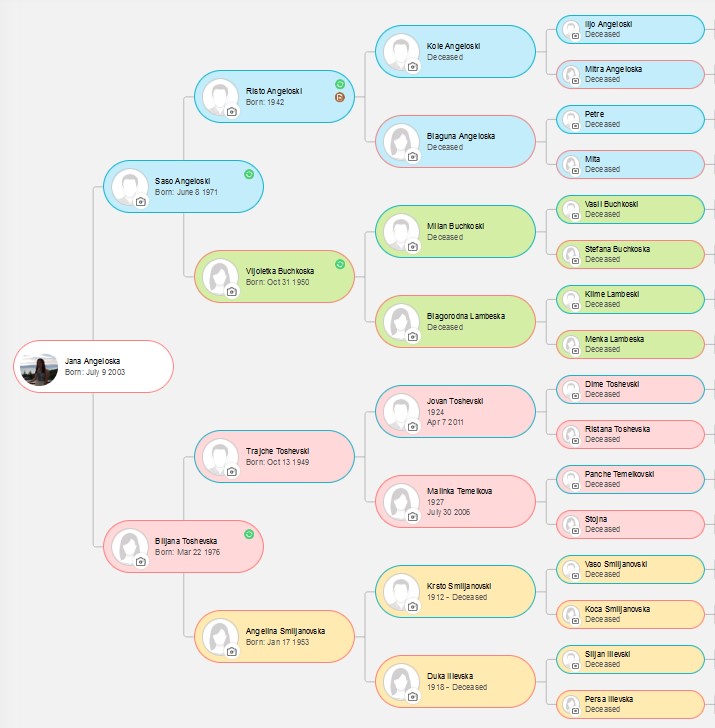 Jana Angeloska
Born: July 9 2003
Saso Angeloski
Born: June 8 1971
Biljana Toshevska
Born: Mar 22 1976
Risto Angeloski
Born: 1942
Vijoletka Buchkoska
Born: Oct 31 1950
Trajche Toshevski
Born: Oct 13 1949
Angelina Smiljanovska
Born: Jan 17 1953
Kole Angeloski
Deceased
Blaguna Angeloska
Deceased
Milan Buchkoski
Deceased
Blagorodna Lambeska
Deceased
Jovan Toshevski
1924
Apr 7 2011
Malinka Temelkova
1927
July 30 2006
Krsto Smiljanovski
1912 – Deceased
Duka Ilievska
1918 – Deceased
Iljo Angeloski
Deceased
Mitra Angeloska
Deceased
Petre
Deceased
Mita
Deceased
Vasil Buchkoski
Deceased
Stefana Buchkoska
Deceased
Klime Lambeski
Deceased
Menka Lambeska
Deceased
Dime Toshevski
Deceased
Ristana Toshevska
Deceased
Panche Temelkovski
Deceased
Stojna
Deceased
Vaso Smiljanovski
Deceased
Koca Smiljanovska
Deceased
Siljan Ilievski
Deceased
Persa Ilievska
Deceased